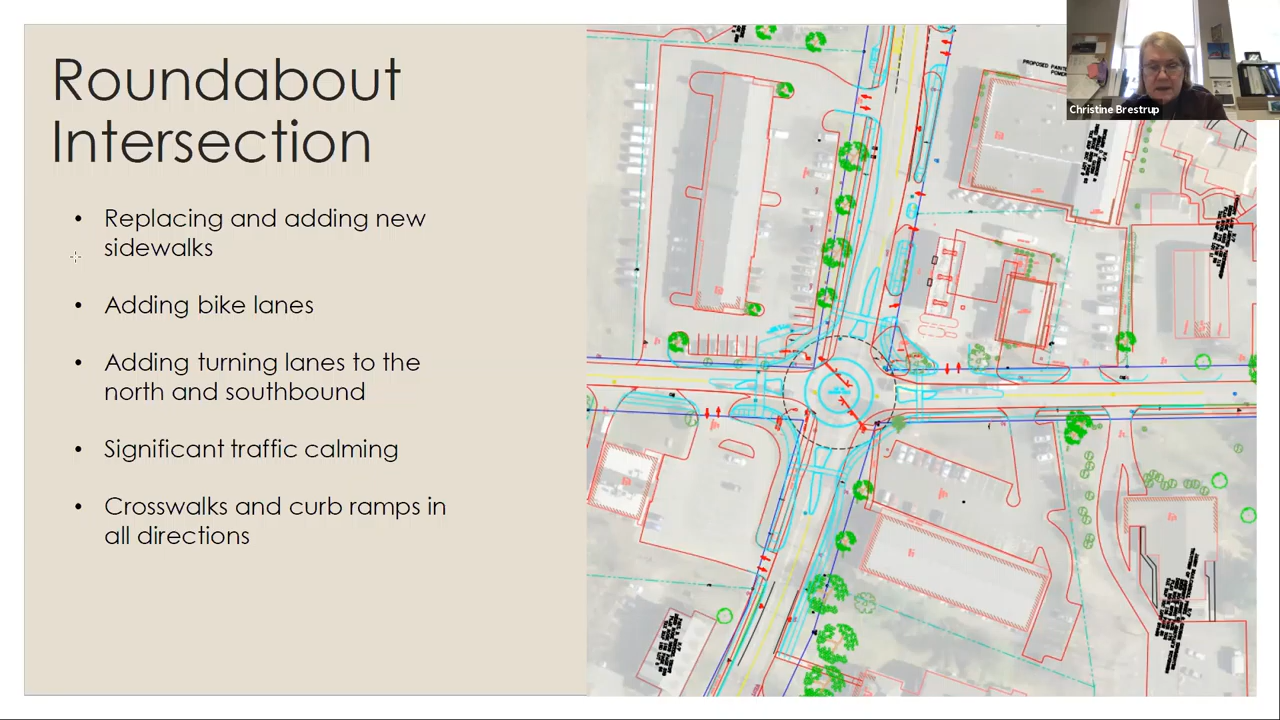 Roundabout
Intersection
• Replacing and adding new
sidewalks
• Adding bike lanes
• Adding turning lanes to the
north and southbound
• Significant traffic calming
• Crosswalks and curb ramps in
all directions
Christine Brestrup